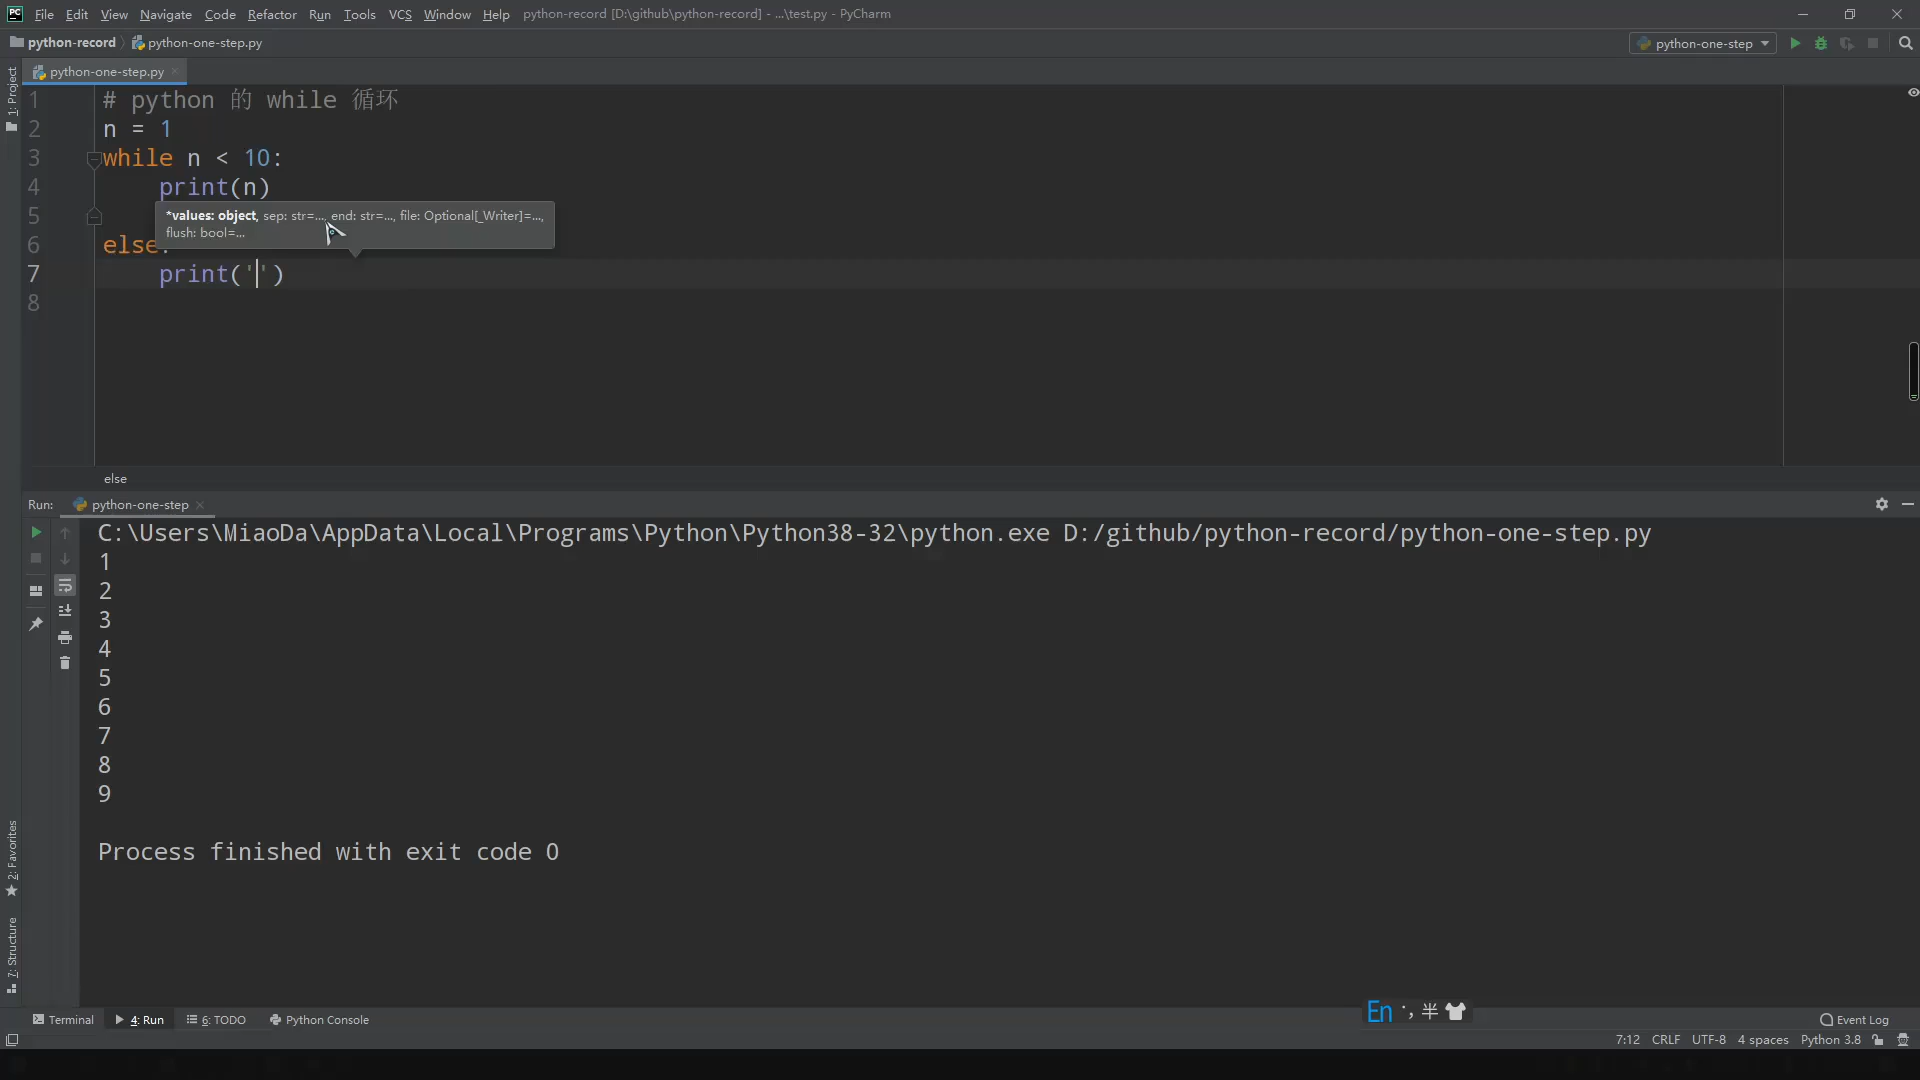 File Edit View Navigate Code Refactor Run Tools VCS Window Help python-record [D:\github\python-record] - ...\test.py - PyCharm
python-record python-one-step.py python-one-step
1: Project
python-one-step.py
1 # python 的 while 循环
2 n = 1
3 while n < 10:
4 print(n)
5
*values: object, sep: str=..., end: str=..., file: Optional[_Writer]=...,
flush: bool=...
6 else:
7 print('')
8
else
Run: python-one-step
C:\Users\MiaoDa\AppData\Local\Programs\Python\Python38-32\python.exe D:/github/python-record/python-one-step.py
1
2
3
4
5
6
7
8
9
Process finished with exit code 0
2: Favorites
7: Structure
Terminal 4: Run 6: TODO Python Console
En 半
Event Log
7:12 CRLF UTF-8 4 spaces Python 3.8